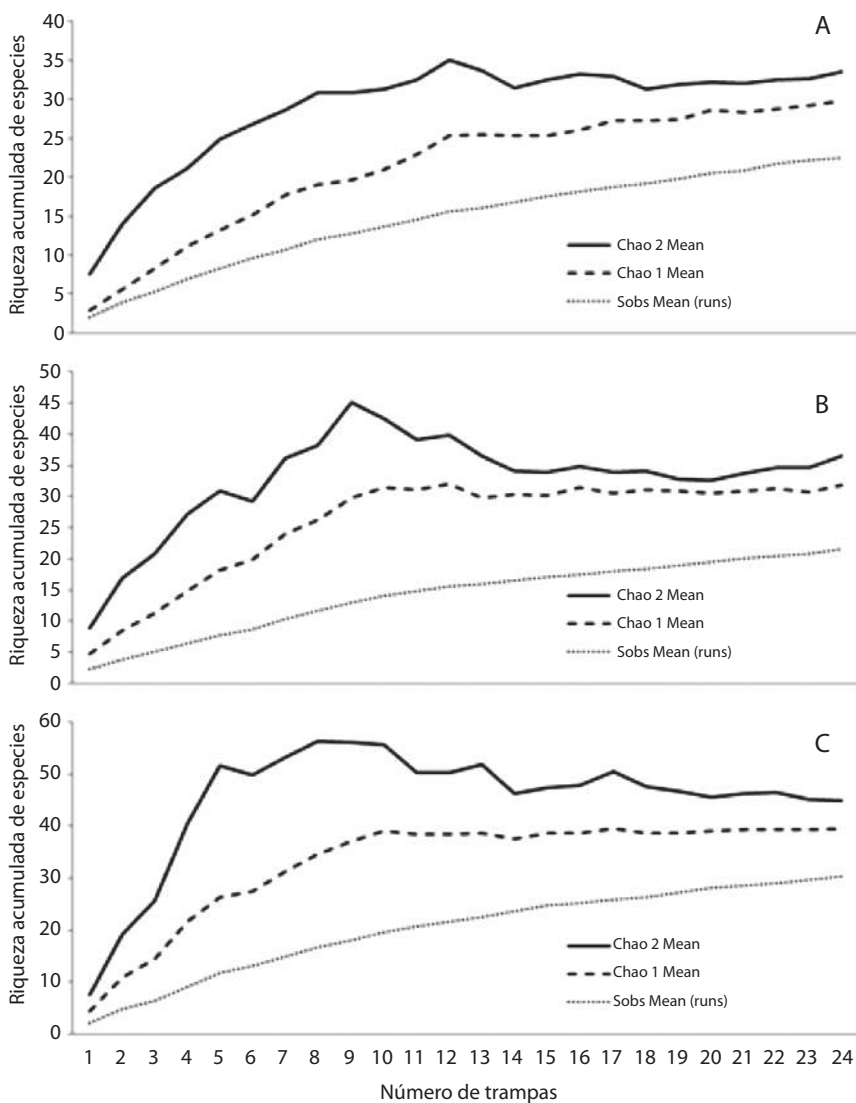 A
Riqueza acumulada de especies
40
35
30
25
20
15
10
5
0
Chao 2 Mean
Chao 1 Mean
Sobs Mean (runs)
B
Riqueza acumulada de especies
50
45
40
35
30
25
20
15
10
5
0
Chao 2 Mean
Chao 1 Mean
Sobs Mean (runs)
C
Riqueza acumulada de especies
60
50
40
30
20
10
0
Chao 2 Mean
Chao 1 Mean
Sobs Mean (runs)
1 2 3 4 5 6 7 8 9 10 11 12 13 14 15 16 17 18 19 20 21 22 23 24
Número de trampas